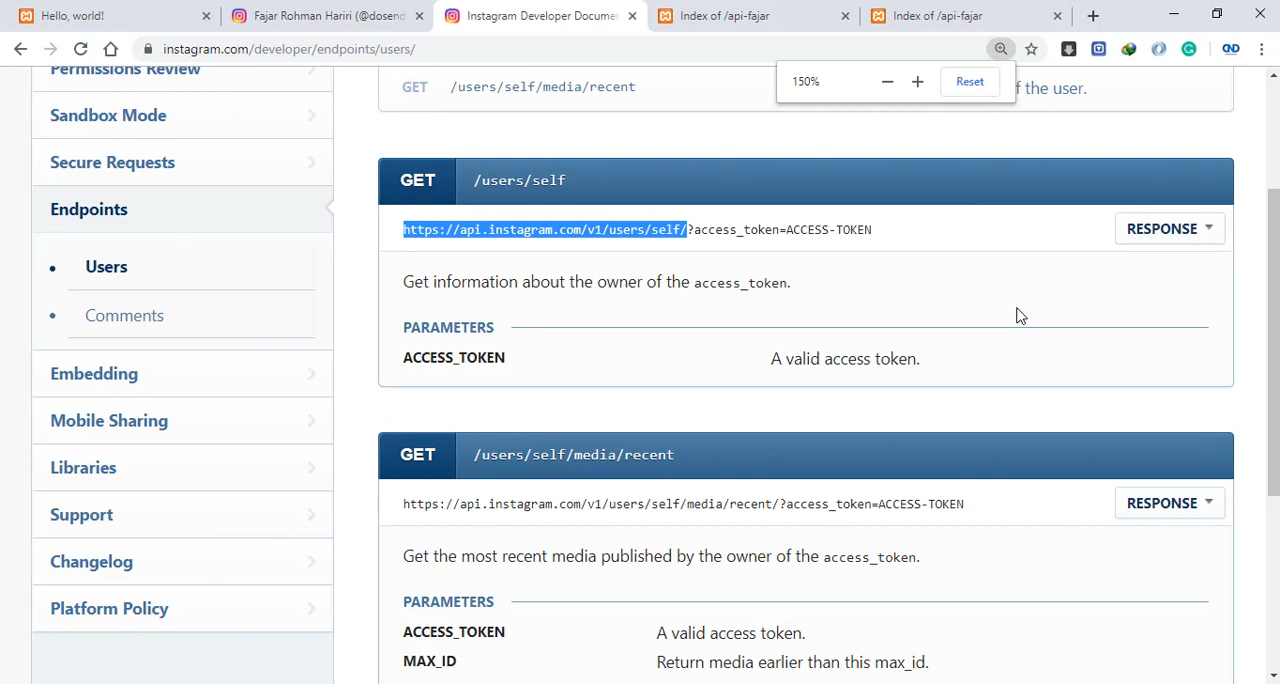 Hello, world!
Fajar Rohman Hariri (@dosend
Instagram Developer Docume
Index of /api-fajar
Index of /api-fajar
instagram.com/developer/endpoints/users/
150%
Reset
Permissions Review
Sandbox Mode
Secure Requests
Endpoints
Users
Comments
Embedding
Mobile Sharing
Libraries
Support
Changelog
Platform Policy
GET /users/self/media/recent of the user.
GET /users/self
https://api.instagram.com/v1/users/self/?access_token=ACCESS-TOKEN
RESPONSE
Get information about the owner of the access_token.
PARAMETERS
ACCESS_TOKEN A valid access token.
GET /users/self/media/recent
https://api.instagram.com/v1/users/self/media/recent/?access_token=ACCESS-TOKEN
RESPONSE
Get the most recent media published by the owner of the access_token.
PARAMETERS
ACCESS_TOKEN A valid access token.
MAX_ID Return media earlier than this max_id.